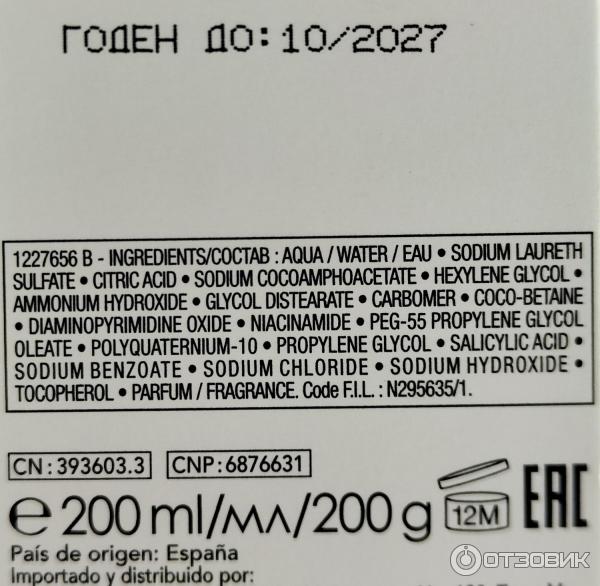 ГОДЕН ДО:10/2027
1227656 B - INGREDIENTS/СОСТАВ : AQUA / WATER / EAU • SODIUM LAURETH
SULFATE • CITRIC ACID • SODIUM COCOAMPHOACETATE • HEXYLENE GLYCOL •
AMMONIUM HYDROXIDE • GLYCOL DISTEARATE • CARBOMER • COCO-BETAINE
• DIAMINOPYRIMIDINE OXIDE • NIACINAMIDE • PEG-55 PROPYLENE GLYCOL
OLEATE • POLYQUATERNIUM-10 • PROPYLENE GLYCOL • SALICYLIC ACID •
SODIUM BENZOATE • SODIUM CHLORIDE • SODIUM HYDROXIDE •
TOCOPHEROL • PARFUM / FRAGRANCE. Code F.I.L. : N295635/1.
CN : 393603.3 CNP: 6876631
℮ 200 ml/мл/200 g 12M EAC
País de origen: España
Importado y distribuido por:
ОТЗОВИК